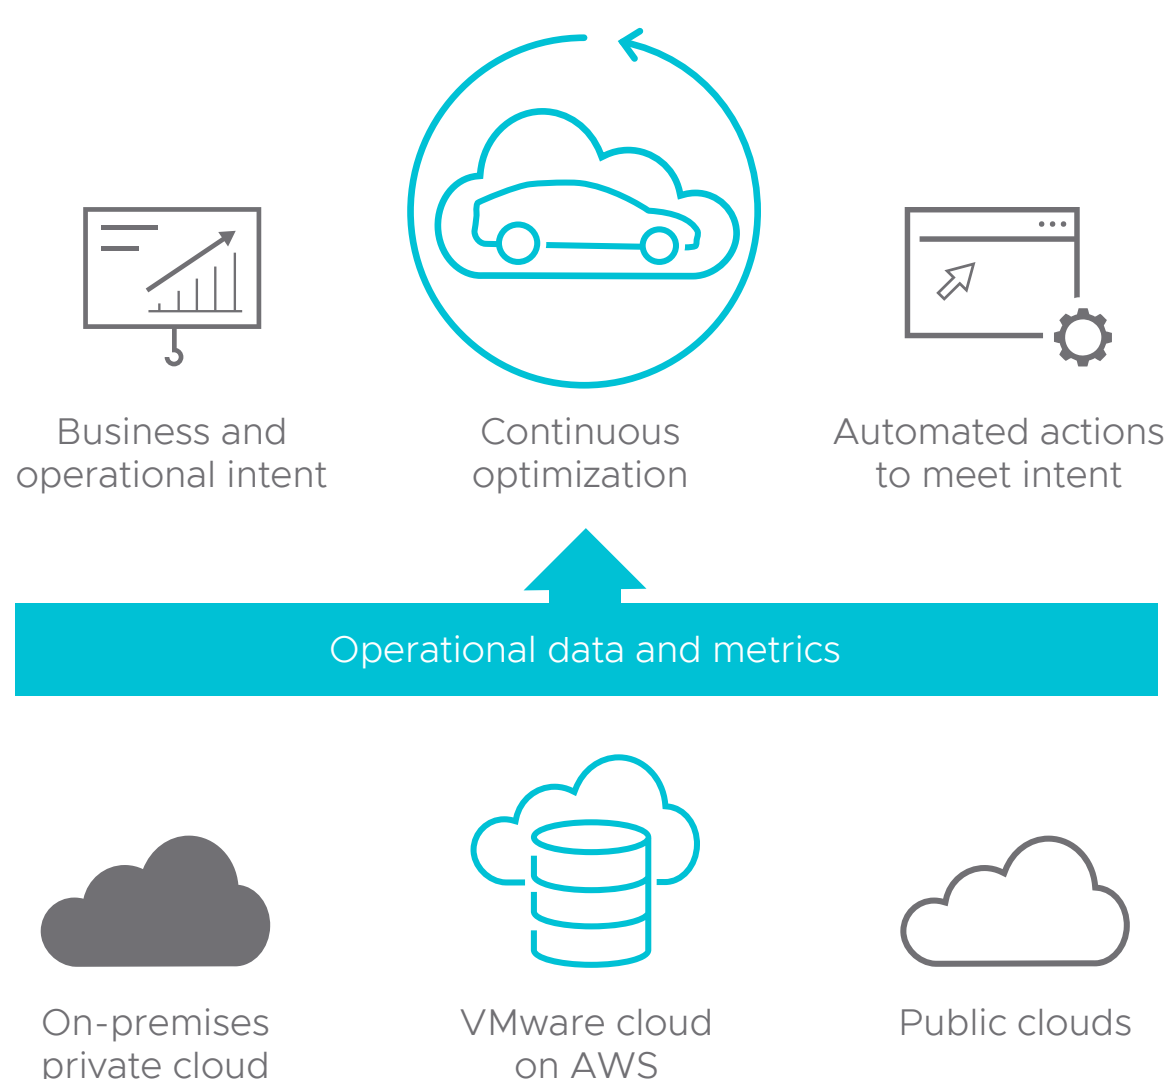 Business and
operational intent
Continuous
optimization
Automated actions
to meet intent
Operational data and metrics
On-premises
private cloud
VMware cloud
on AWS
Public clouds